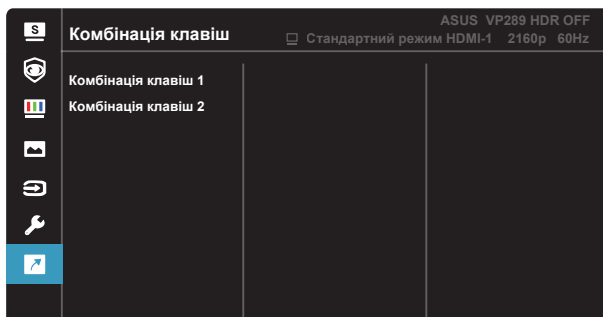 S
ASUS VP289 HDR OFF
Комбінація клавіш
Стандартний режим HDMI-1 2160p 60Hz
Комбінація клавіш 1
Комбінація клавіш 2